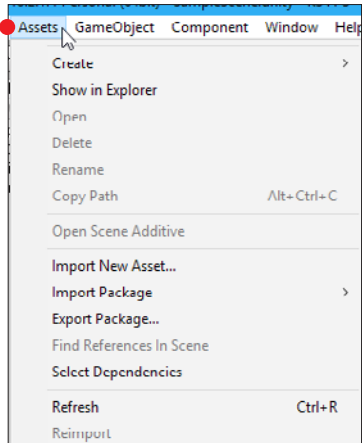 Assets GameObject Component Window Help
Create >
Show in Explorer
Open
Delete
Rename
Copy Path Alt+Ctrl+C
Open Scene Additive
Import New Asset...
Import Package >
Export Package...
Find References In Scene
Select Dependencies
Refresh Ctrl+R
Reimport